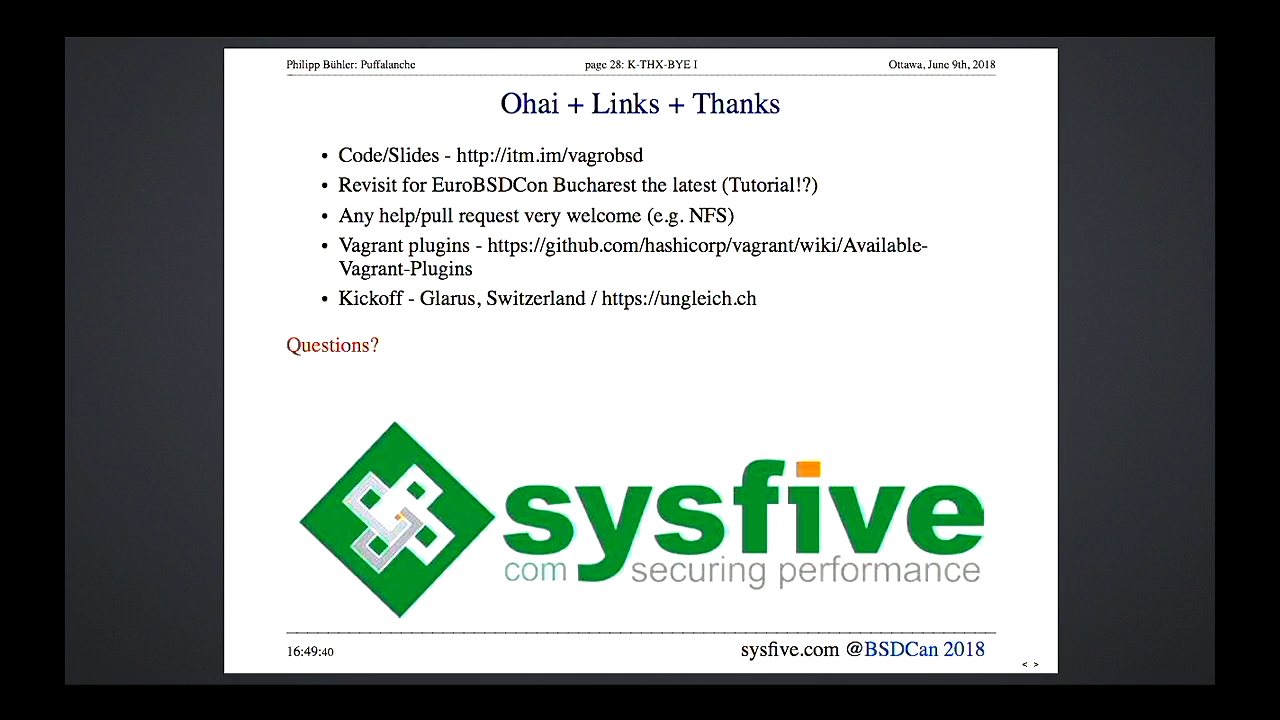 Philipp Bühler: Puffalanche page 28: K-THX-BYE I Ottawa, June 9th, 2018
Ohai + Links + Thanks
• Code/Slides - http://itm.im/vagrobsd
• Revisit for EuroBSDCon Bucharest the latest (Tutorial!?)
• Any help/pull request very welcome (e.g. NFS)
• Vagrant plugins - https://github.com/hashicorp/vagrant/wiki/Available-
Vagrant-Plugins
• Kickoff - Glarus, Switzerland / https://ungleich.ch
Questions?
sysfive
com securing performance
16:49:40 sysfive.com @BSDCan 2018
< >